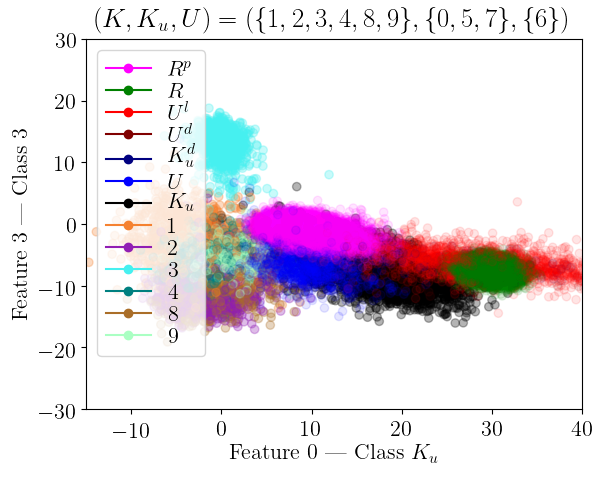 (K, K_u, U) = ({1, 2, 3, 4, 8, 9}, {0, 5, 7}, {6})
30
20
10
0
−10
−20
−30
Feature 3 — Class 3
R^p
R
U^l
U^d
K_u^d
U
K_u
1
2
3
4
8
9
−10
0
10
20
30
40
Feature 0 — Class K_u